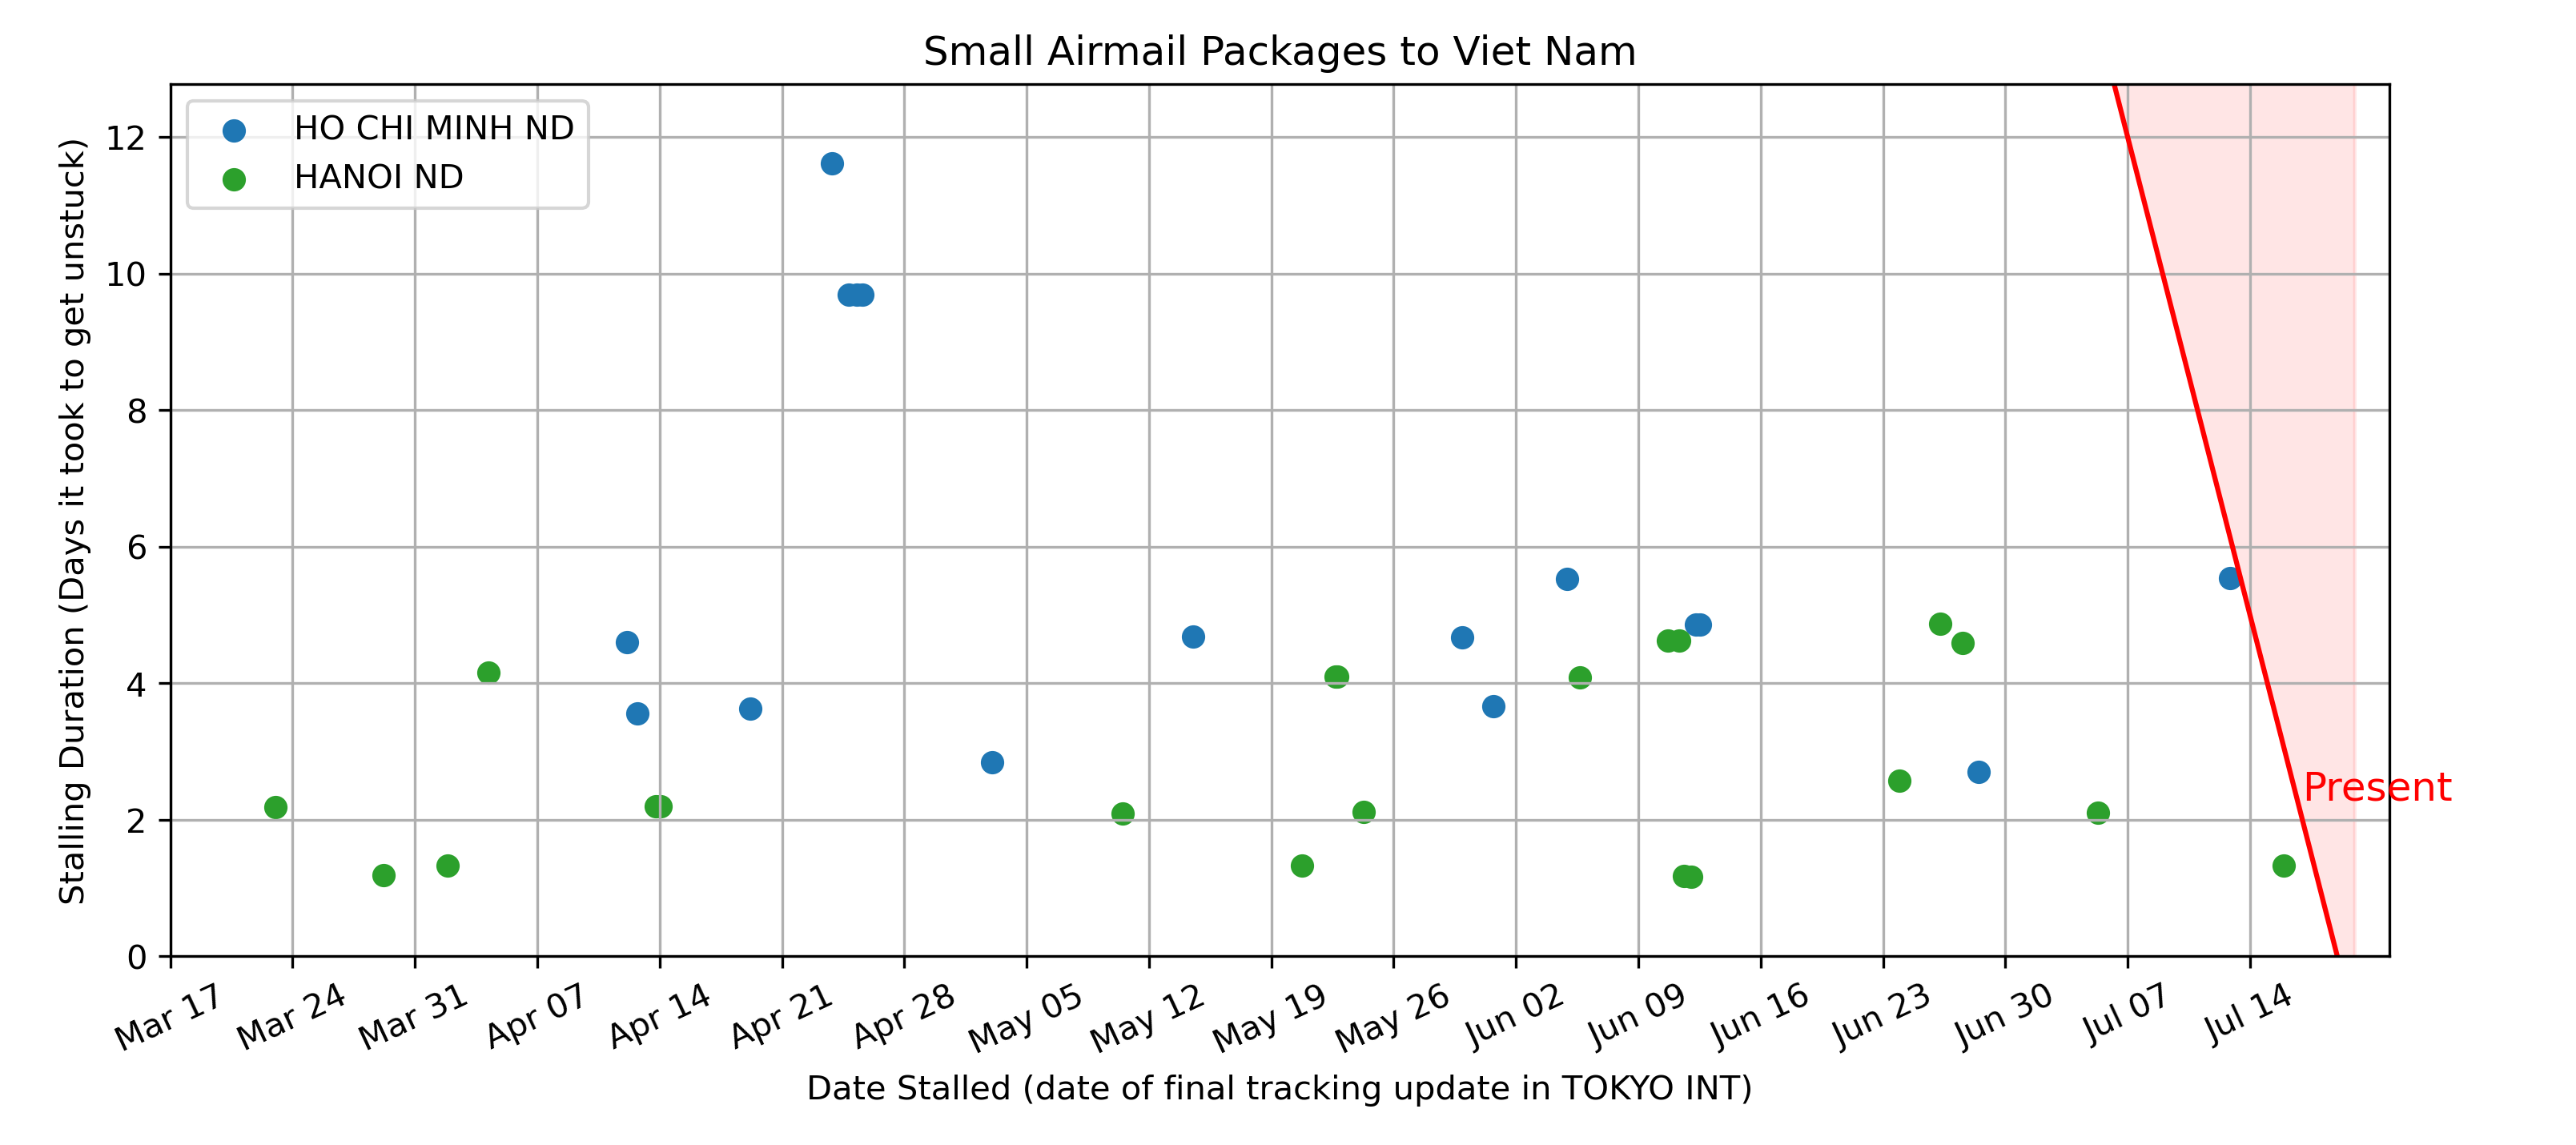 Small Airmail Packages to Viet Nam
HO CHI MINH ND
HANOI ND
Stalling Duration (Days it took to get unstuck)
12
10
8
6
4
2
0
Present
Mar 17
Mar 24
Mar 31
Apr 07
Apr 14
Apr 21
Apr 28
May 05
May 12
May 19
May 26
Jun 02
Jun 09
Jun 16
Jun 23
Jun 30
Jul 07
Jul 14
Date Stalled (date of final tracking update in TOKYO INT)